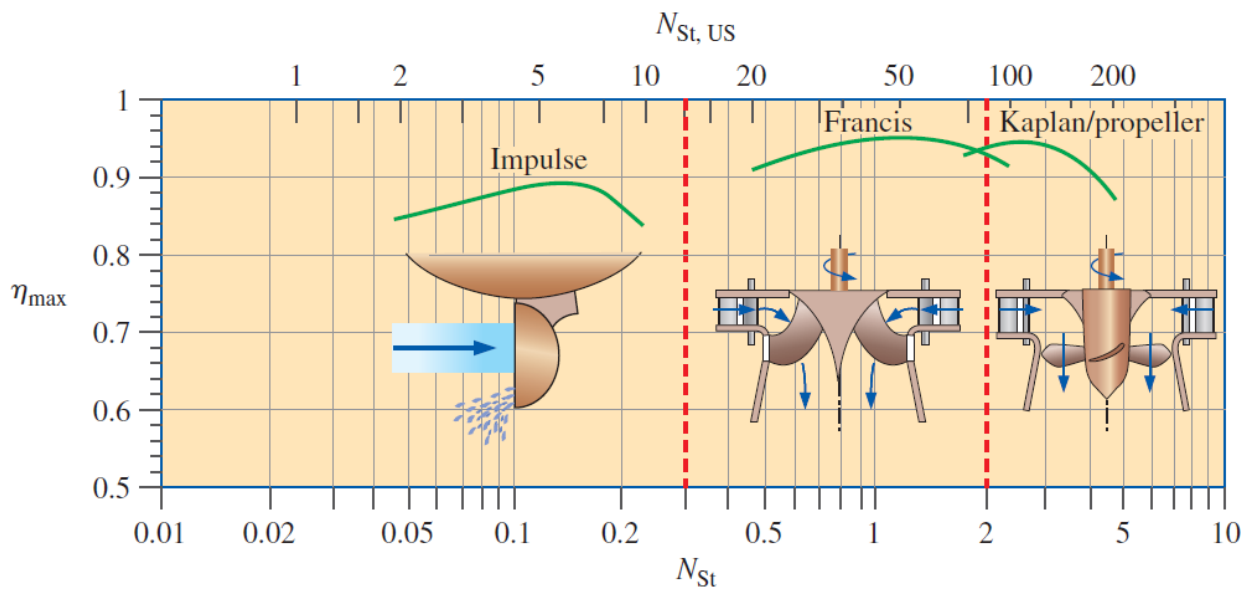 N_St, US
1 2 5 10 20 50 100 200
1
Francis Kaplan/propeller
Impulse
0.9
0.8
η_max
0.7
0.6
0.5
0.01 0.02 0.05 0.1 0.2 0.5 1 2 5 10
N_St